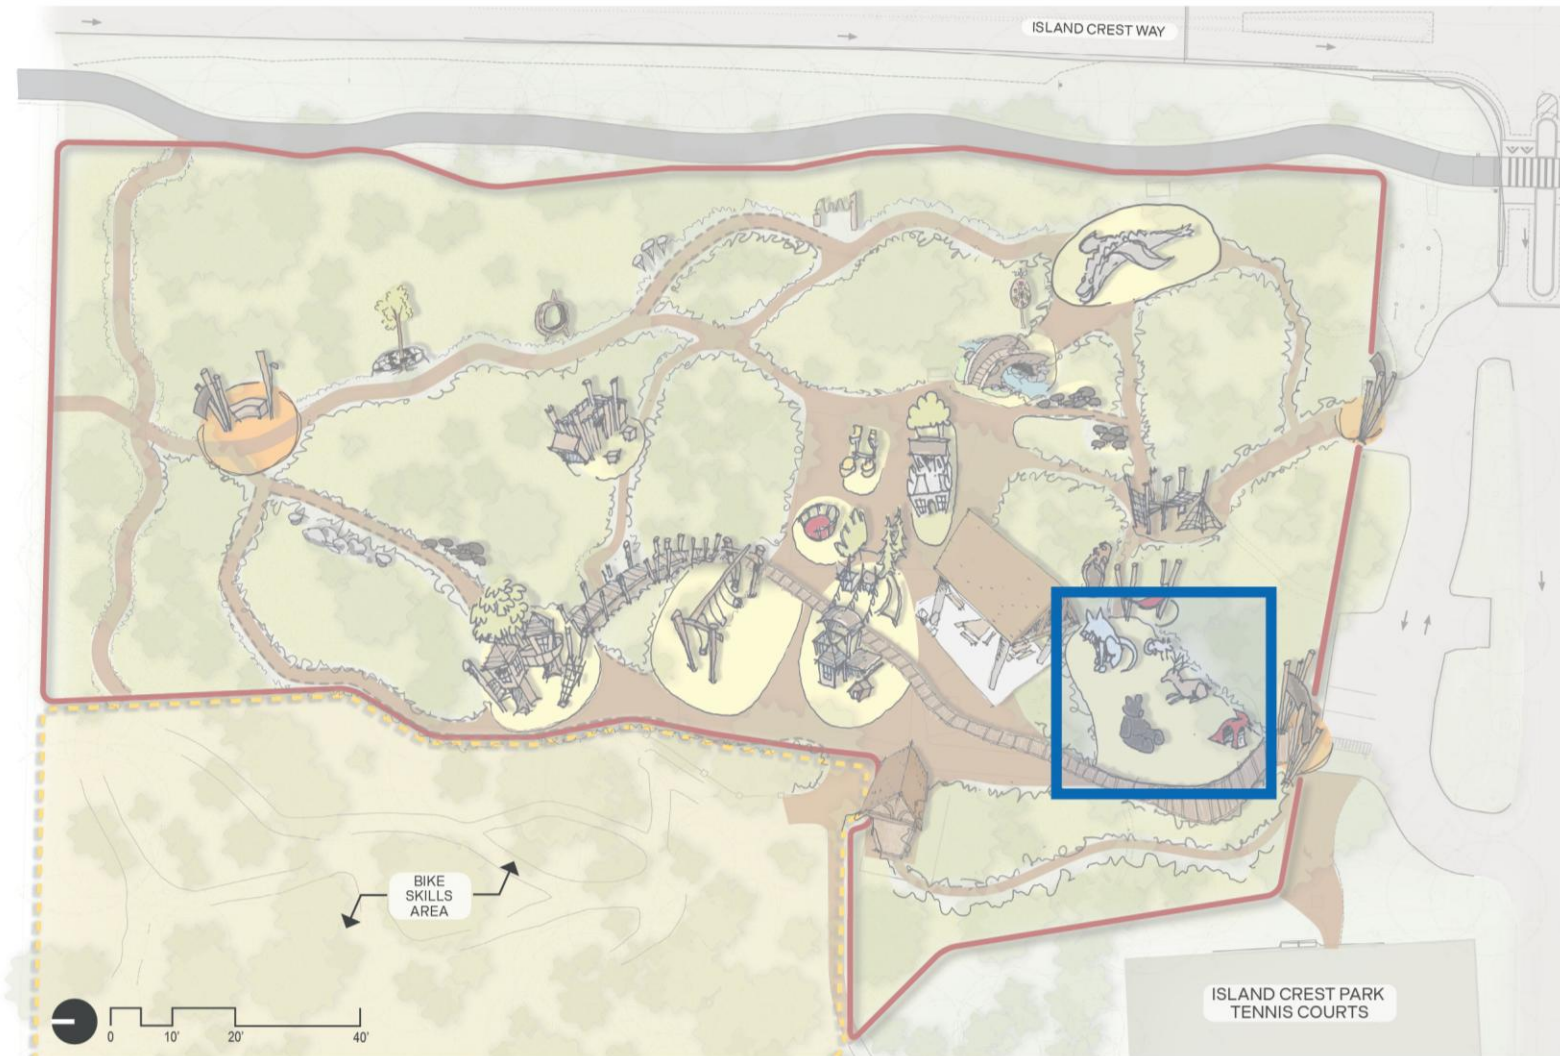 ISLAND CREST WAY
BIKE
SKILLS
AREA
0 10' 20' 40'
ISLAND CREST PARK
TENNIS COURTS